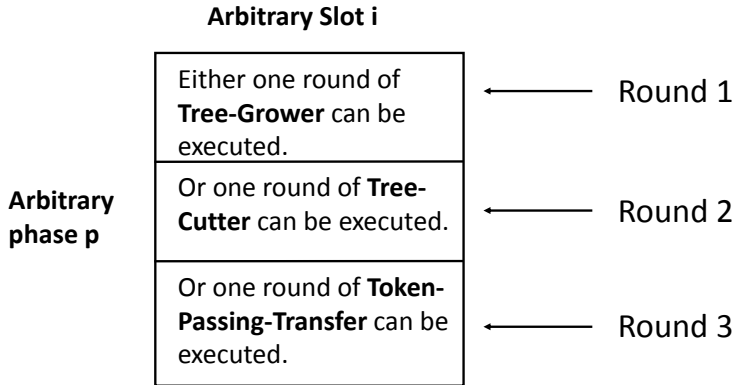 Arbitrary Slot i
Either one round of
Tree-Grower can be
executed.
Round 1
Arbitrary
phase p
Or one round of Tree-
Cutter can be executed.
Round 2
Or one round of Token-
Passing-Transfer can be
executed.
Round 3